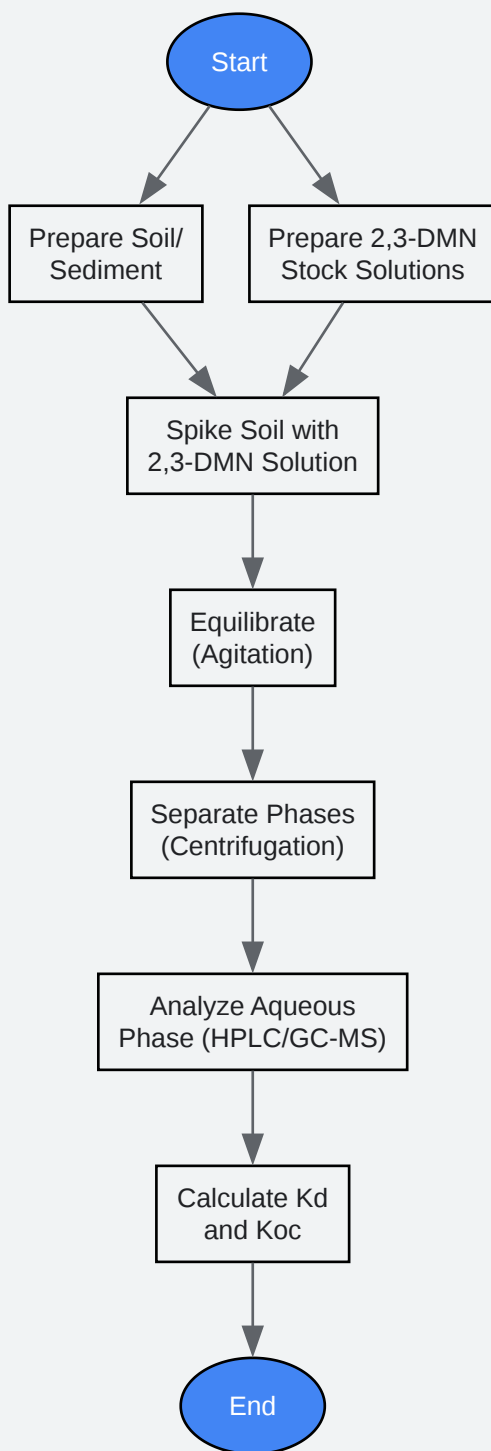 Start
Prepare Soil/
Sediment
Prepare 2,3-DMN
Stock Solutions
Spike Soil with
2,3-DMN Solution
Equilibrate
(Agitation)
Separate Phases
(Centrifugation)
Analyze Aqueous
Phase (HPLC/GC-MS)
Calculate Kd
and Koc
End